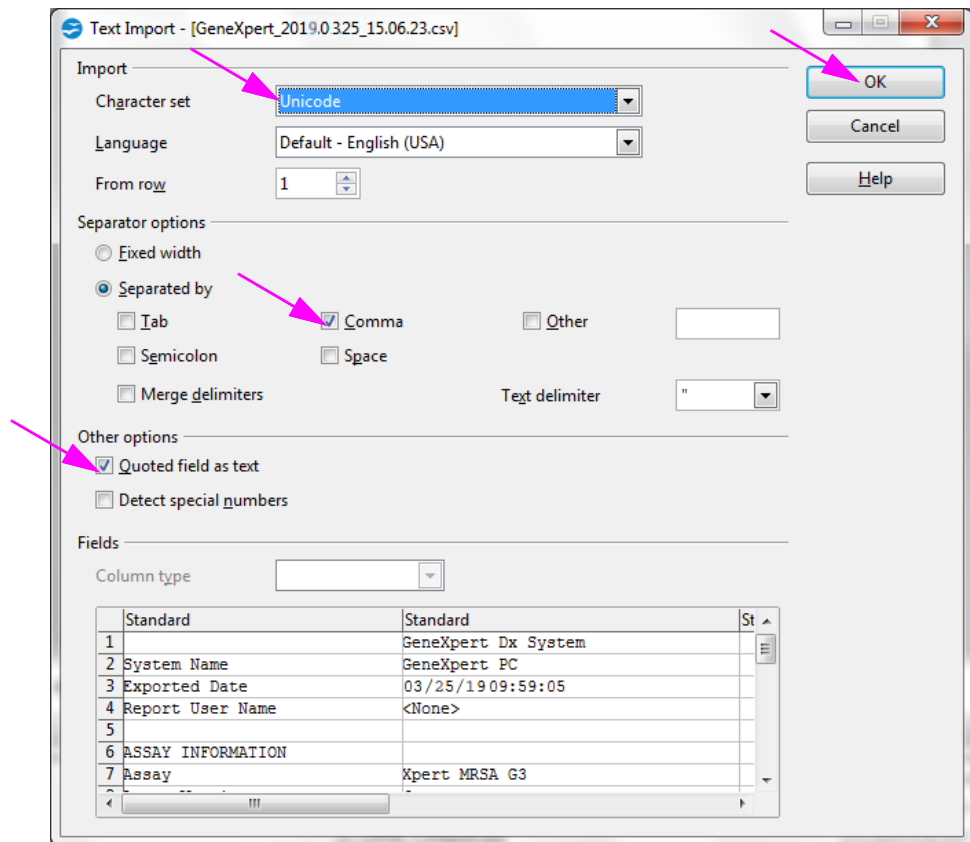 Text Import - [GeneXpert_2019.0325_15.06.23.csv]
Import
OK
Character set Unicode
Cancel
Language Default - English (USA)
Help
From row 1
Separator options
Fixed width
Separated by
Tab Comma Other
Semicolon Space
Merge delimiters Text delimiter "
Other options
Quoted field as text
Detect special numbers
Fields
Column type
Standard Standard St
1 GeneXpert Dx System
2 System Name GeneXpert PC
3 Exported Date 03/25/19 09:59:05
4 Report User Name <None>
5
6 ASSAY INFORMATION
7 Assay Xpert MRSA G3